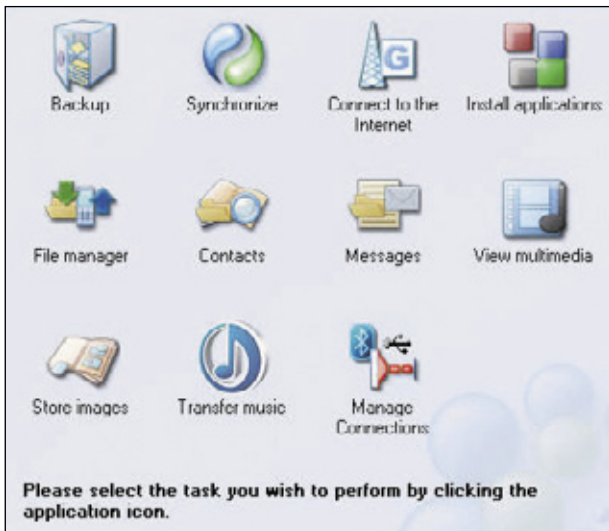 G
Backup
Synchronize
Connect to the
Internet
Install applications
File manager
Contacts
Messages
View multimedia
Store images
Transfer music
Manage
Connections
Please select the task you wish to perform by clicking the
application icon.